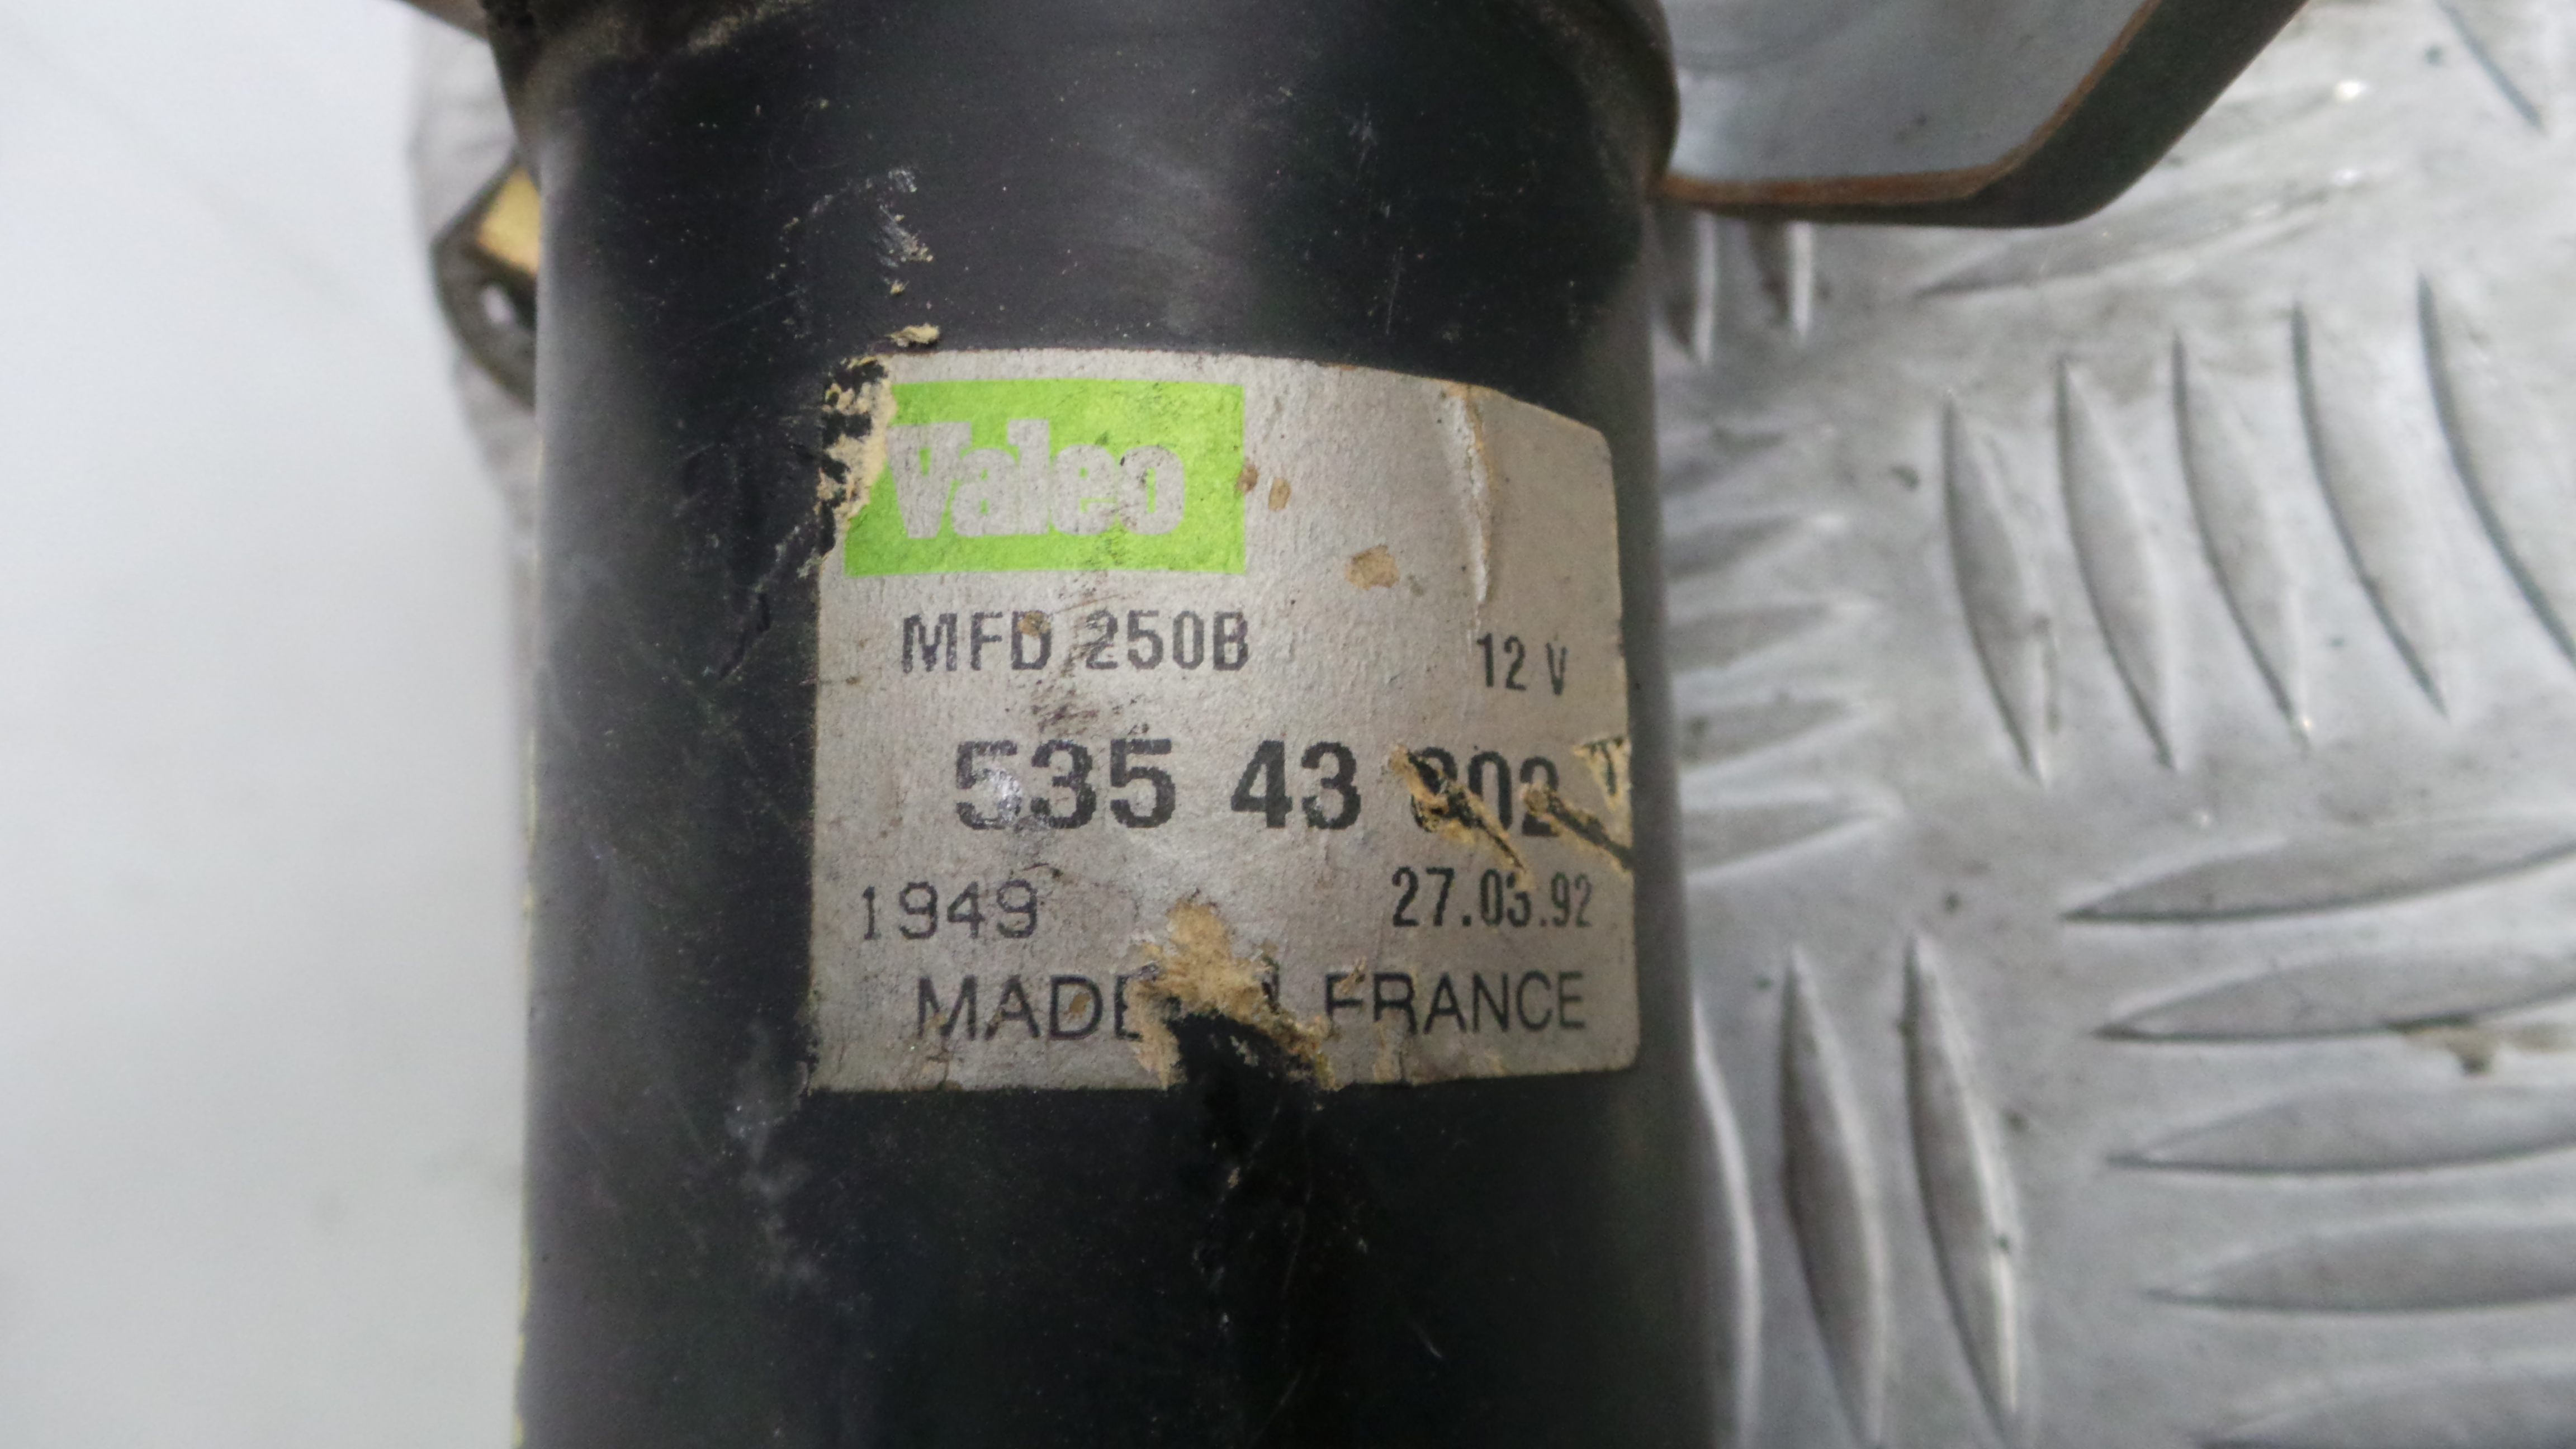 Valeo
MFD 250B 12 V
535 43
1949 27.03.92
MADE FRANCE